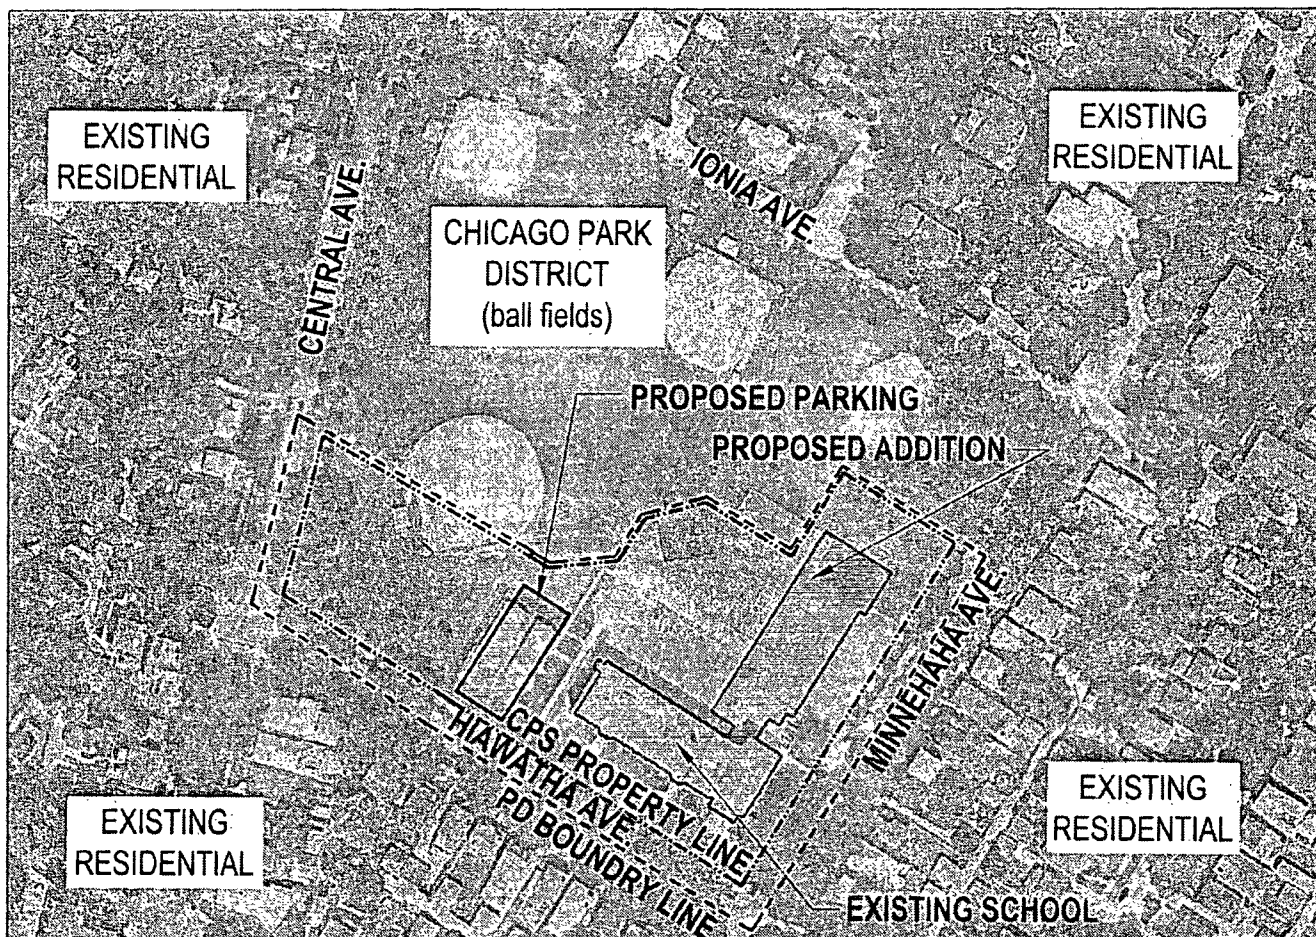 EXISTING
RESIDENTIAL
EXISTING
RESIDENTIAL
IONIA AVE.
CENTRAL AVE.
CHICAGO PARK
DISTRICT
(ball fields)
PROPOSED PARKING
PROPOSED ADDITION
MINNEHAHA AVE.
CPS PROPERTY LINE
HIAWATHA AVE
PD BOUNDRY LINE
EXISTING
RESIDENTIAL
EXISTING
RESIDENTIAL
EXISTING SCHOOL